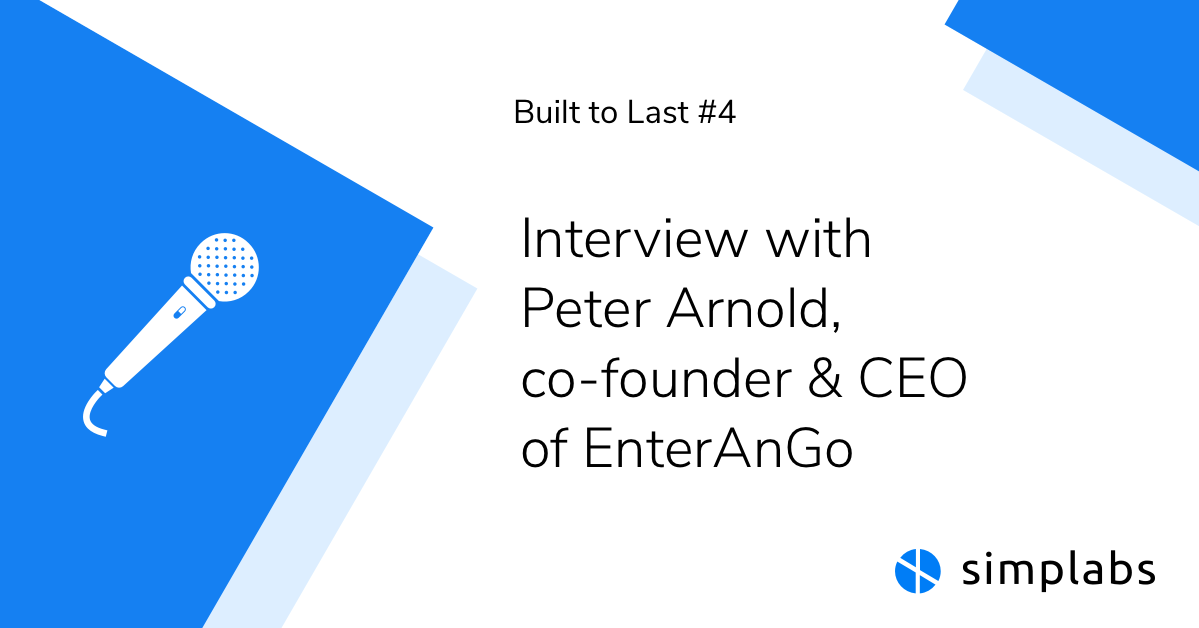 Built to Last #4
Interview with
Peter Arnold,
co-founder & CEO
of EnterAnGo
simplabs